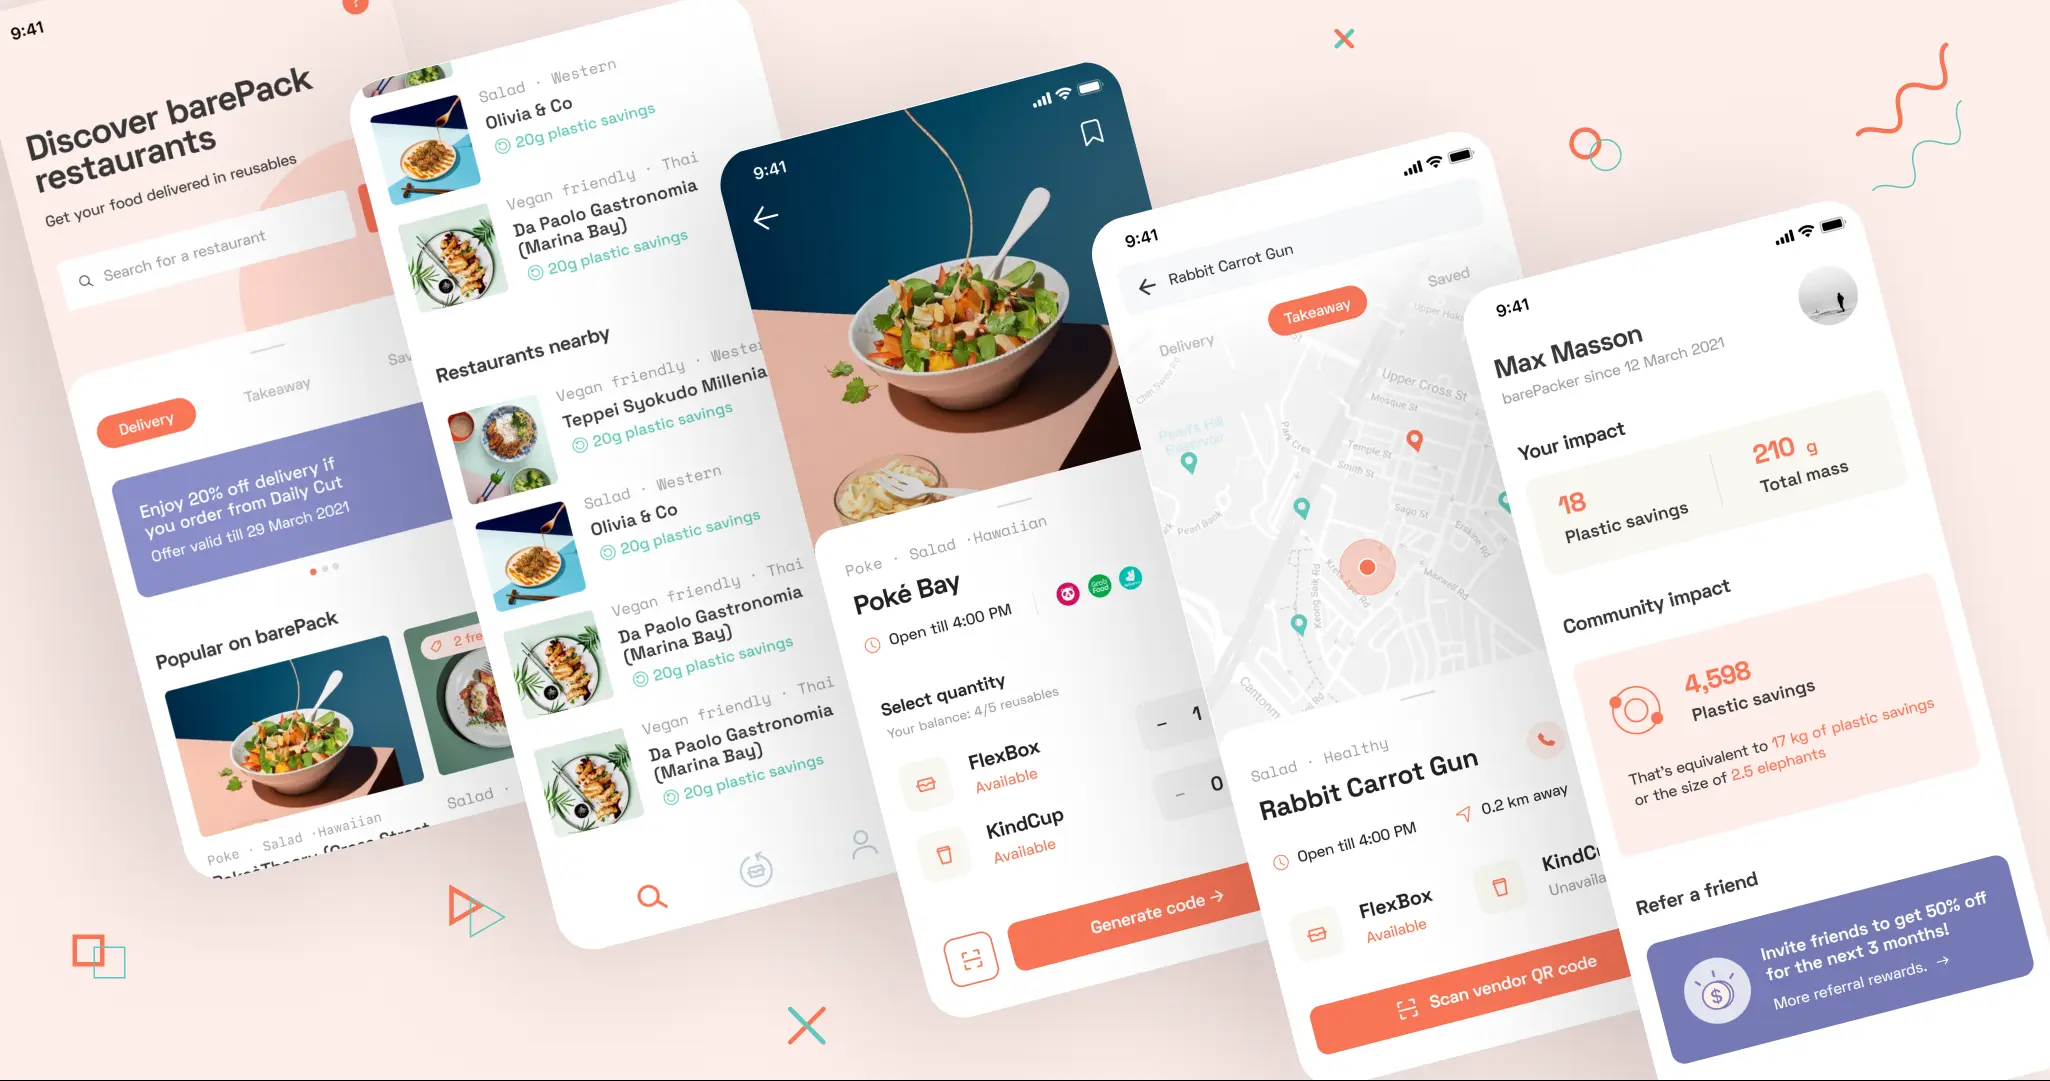 9:41
?
Discover barePack
restaurants
Get your food delivered in reusables
Search for a restaurant
Delivery
Takeaway
Enjoy 20% off delivery if
you order from Daily Cut
Offer valid till 29 March 2021
Popular on barePack
2 fre
Poke · Salad ·Hawaiian
Salad ·
Salad · Western
Olivia & Co
20g plastic savings
Vegan friendly · Thai
Da Paolo Gastronomia
(Marina Bay)
20g plastic savings
Restaurants nearby
Vegan friendly · Wester
Teppei Syokudo Millenia
20g plastic savings
Salad · Western
Olivia & Co
20g plastic savings
Vegan friendly · Thai
Da Paolo Gastronomia
(Marina Bay)
20g plastic savings
Vegan friendly · Thai
Da Paolo Gastronomia
(Marina Bay)
20g plastic savings
9:41
Poke · Salad ·Hawaiian
Poké Bay
Open till 4:00 PM
Grab
Food
Select quantity
Your balance: 4/5 reusables
FlexBox
Available
– 1
KindCup
Available
– 0
Generate code →
9:41
Rabbit Carrot Gun
Delivery
Takeaway
Saved
Upper Cross St
Mosque St
Pearl's Hill
Reservoir
Park Cres
Temple St
Smith St
Sago St
Pearl Bank
Erskine Rd
Maxwell Rd
Keong Saik Rd
Salad · Healthy
Rabbit Carrot Gun
Open till 4:00 PM
0.2 km away
FlexBox
Available
Scan vendor QR code
9:41
Max Masson
barePacker since 12 March 2021
Your impact
18
Plastic savings
210 g
Total mass
Community impact
4,598
Plastic savings
That's equivalent to 17 kg of plastic savings
or the size of 2.5 elephants
Refer a friend
$
Invite friends to get 50% off
for the next 3 months!
More referral rewards. →